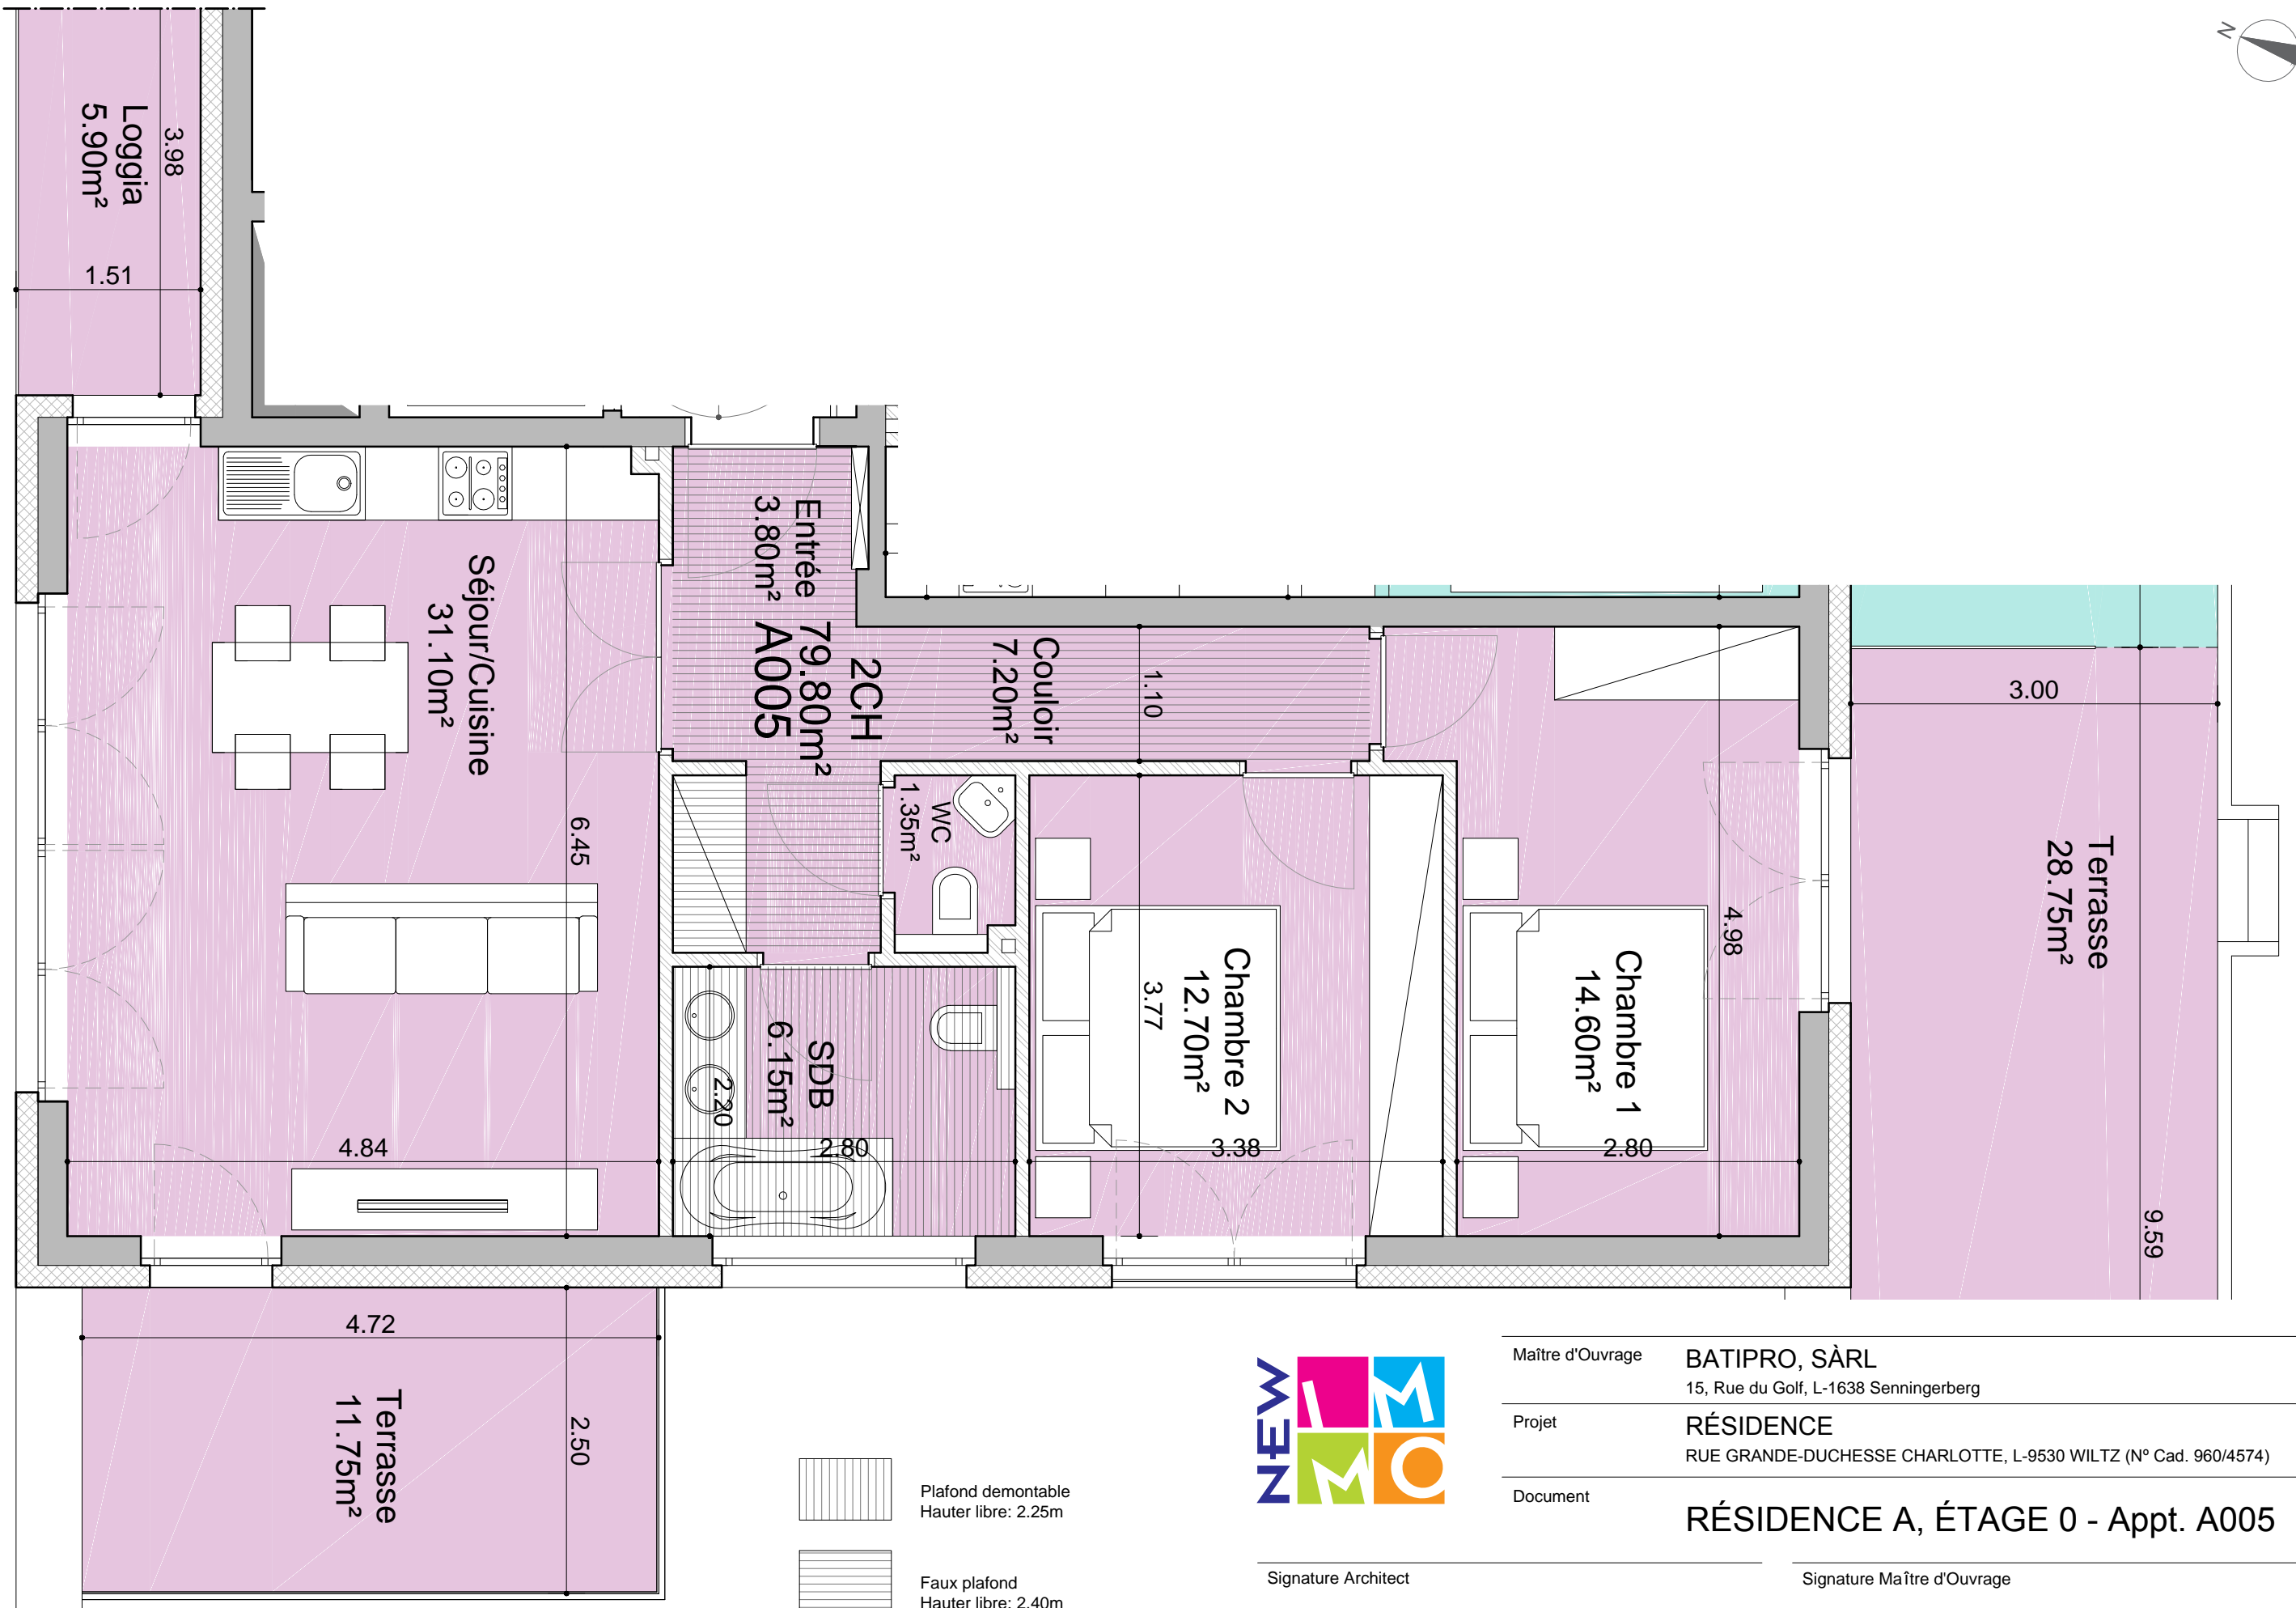 N
Loggia
5.90m²
3.98
1.51
Séjour/Cuisine
31.10m²
6.45
4.84
Entrée
3.80m²
2CH
79.80m²
A005
Couloir
7.20m²
1.10
WC
1.35m²
SDB
6.15m²
2.20
2.80
Chambre 2
12.70m²
3.77
3.38
Chambre 1
14.60m²
4.98
2.80
3.00
Terrasse
28.75m²
9.59
4.72
Terrasse
11.75m²
2.50
Plafond demontable
Hauter libre: 2.25m
Faux plafond
Hauter libre: 2.40m
NEW
IM
MO
Maître d'Ouvrage
BATIPRO, SÀRL
15, Rue du Golf, L-1638 Senningerberg
Projet
RÉSIDENCE
RUE GRANDE-DUCHESSE CHARLOTTE, L-9530 WILTZ (Nº Cad. 960/4574)
Document
RÉSIDENCE A, ÉTAGE 0 - Appt. A005
Signature Architect
Signature Maître d'Ouvrage